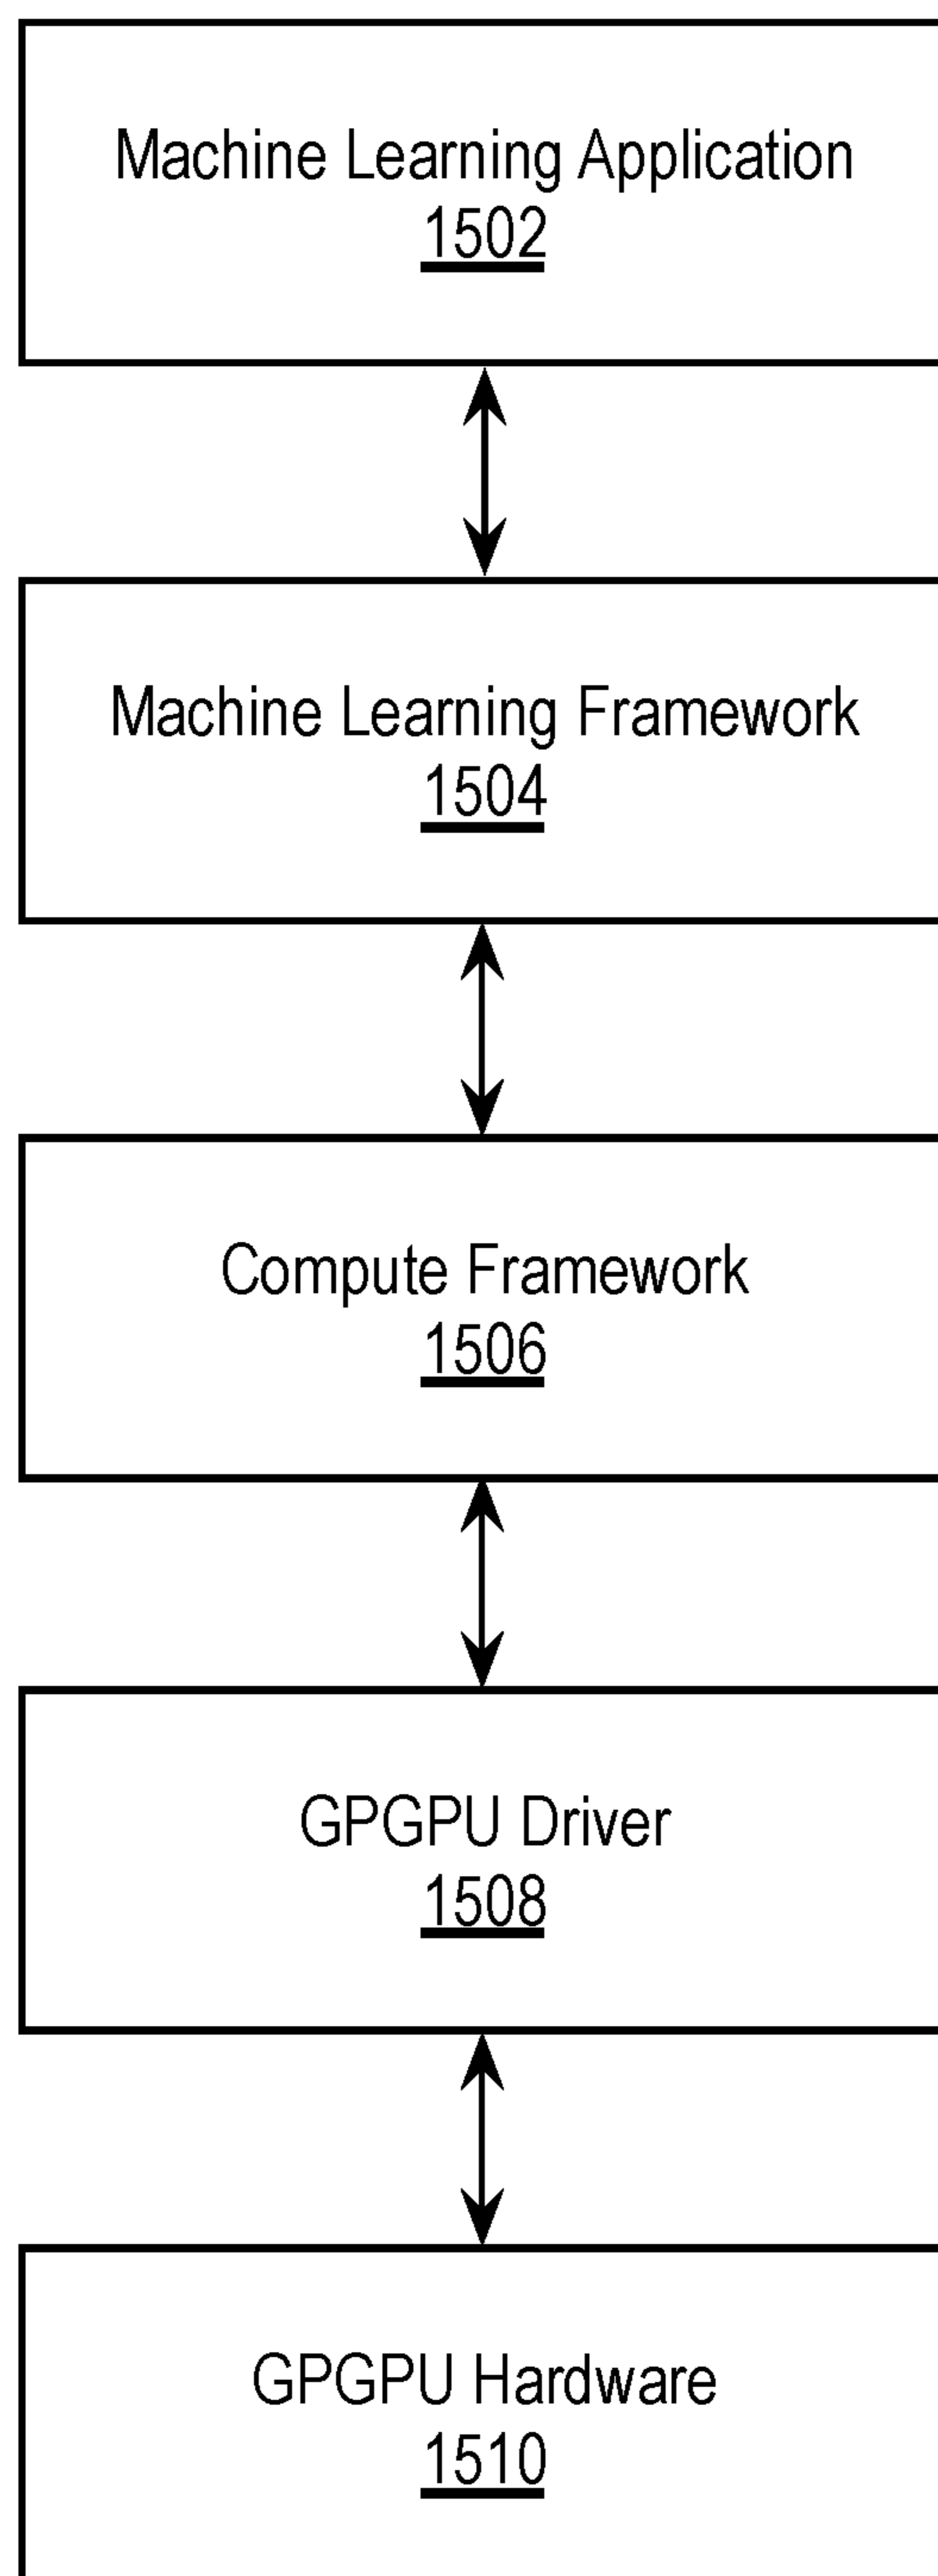 Machine Learning Application
1502
Machine Learning Framework
1504
Compute Framework
1506
GPGPU Driver
1508
GPGPU Hardware
1510